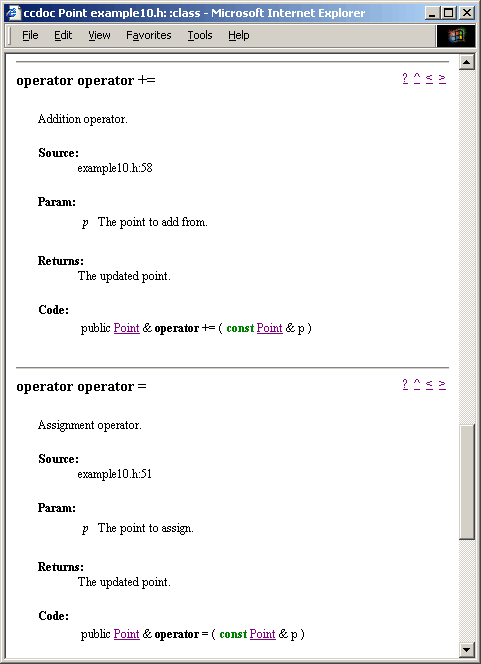 ccdoc Point example10.h: :class - Microsoft Internet Explorer
File Edit View Favorites Tools Help
operator operator += ? ^ < >
Addition operator.
Source:
example10.h:58
Param:
p The point to add from.
Returns:
The updated point.
Code:
public Point & operator += ( const Point & p )
operator operator = ? ^ < >
Assignment operator.
Source:
example10.h:51
Param:
p The point to assign.
Returns:
The updated point.
Code:
public Point & operator = ( const Point & p )